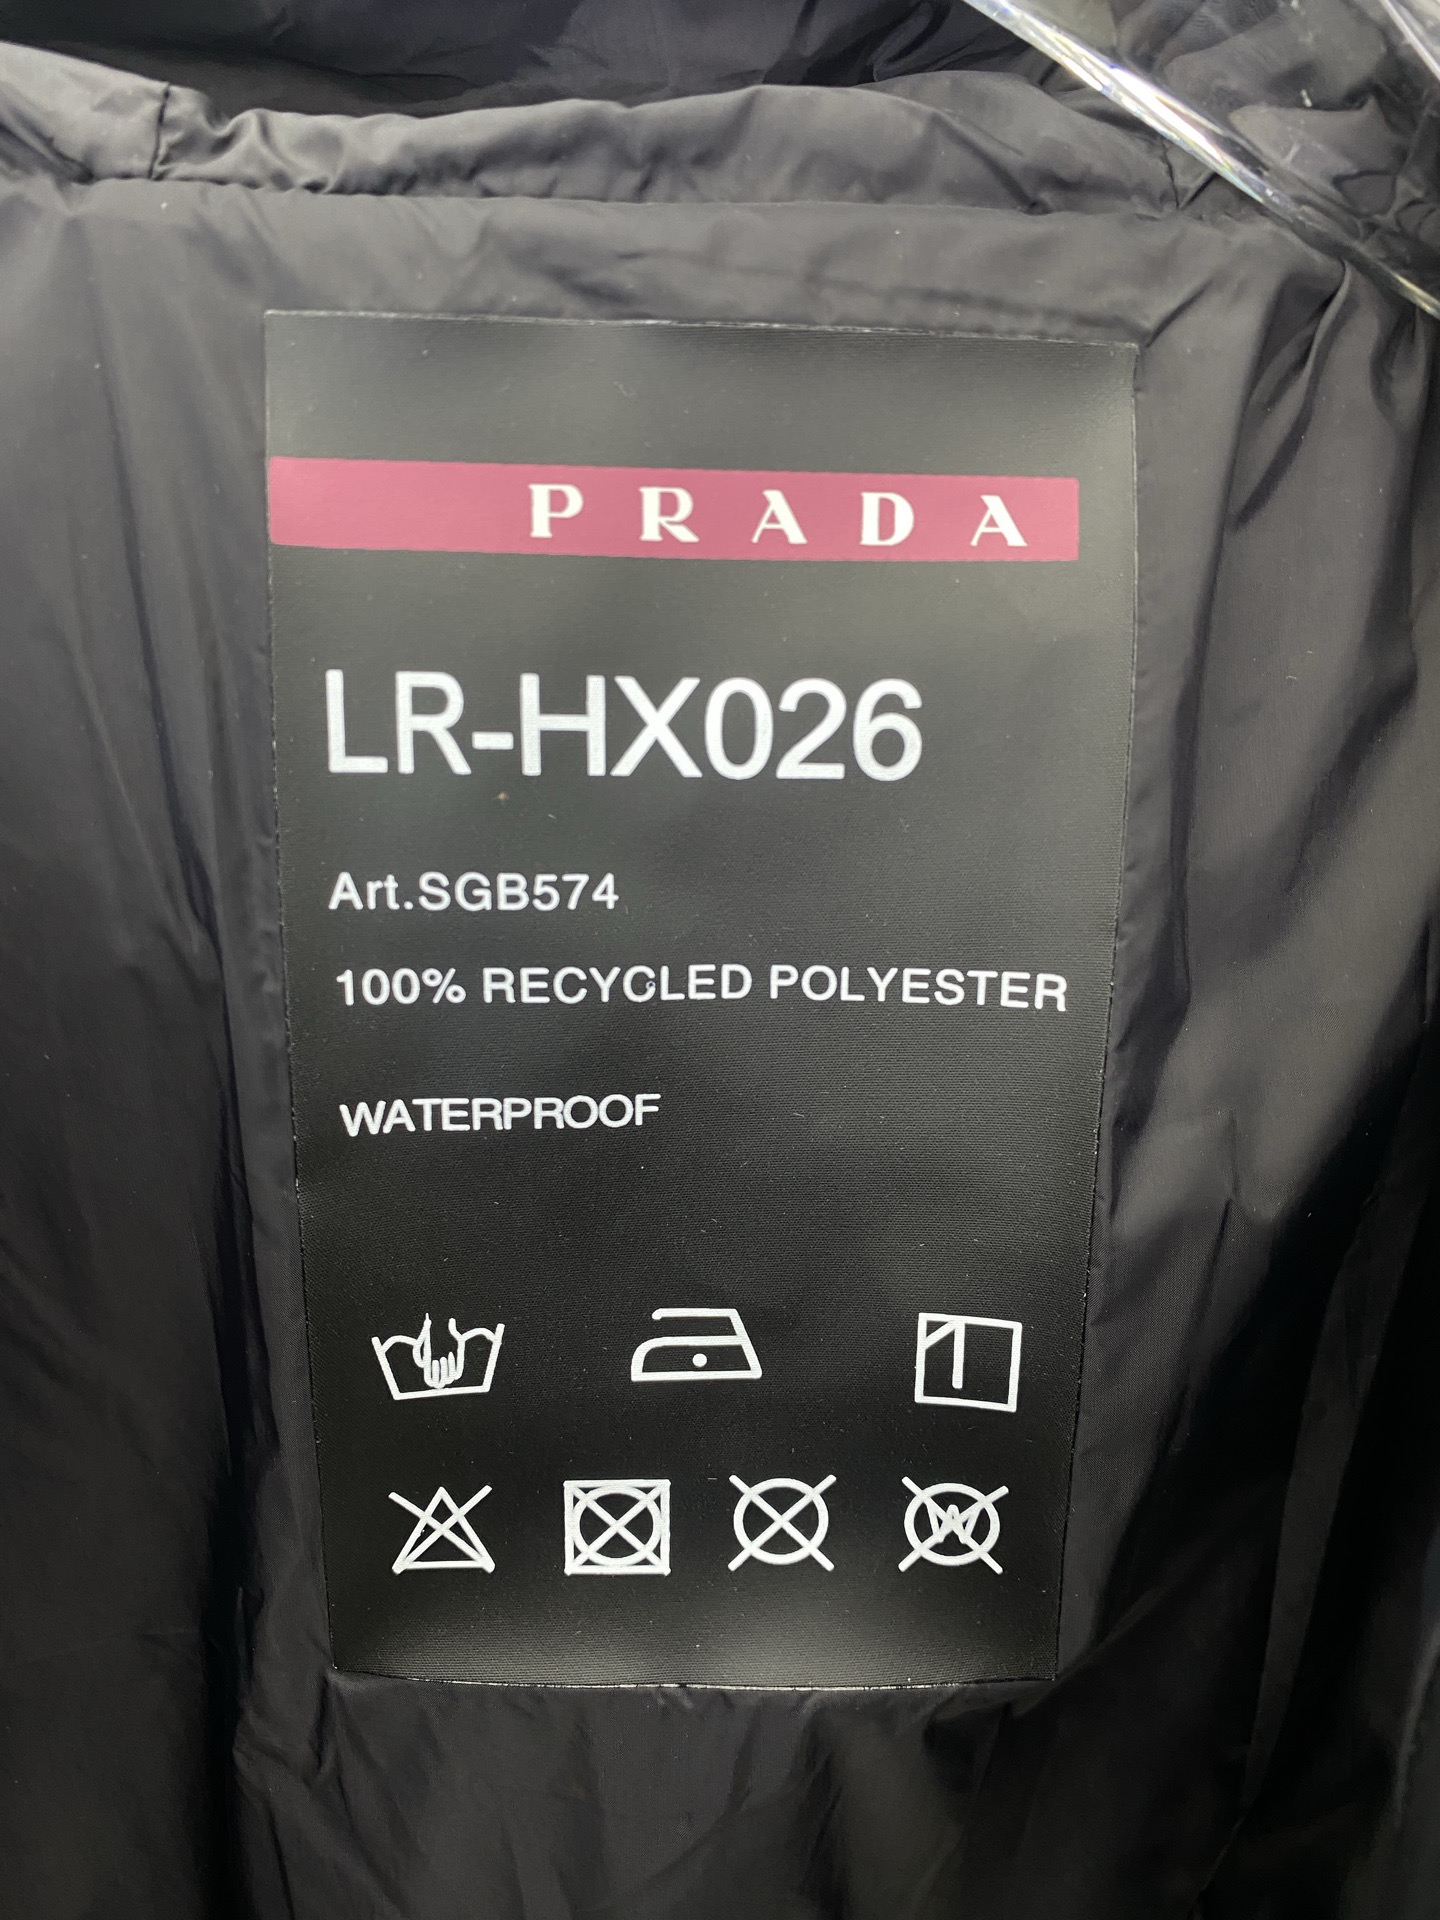 PRADA
LR-HX026
Art.SGB574
100% RECYCLED POLYESTER
WATERPROOF
W